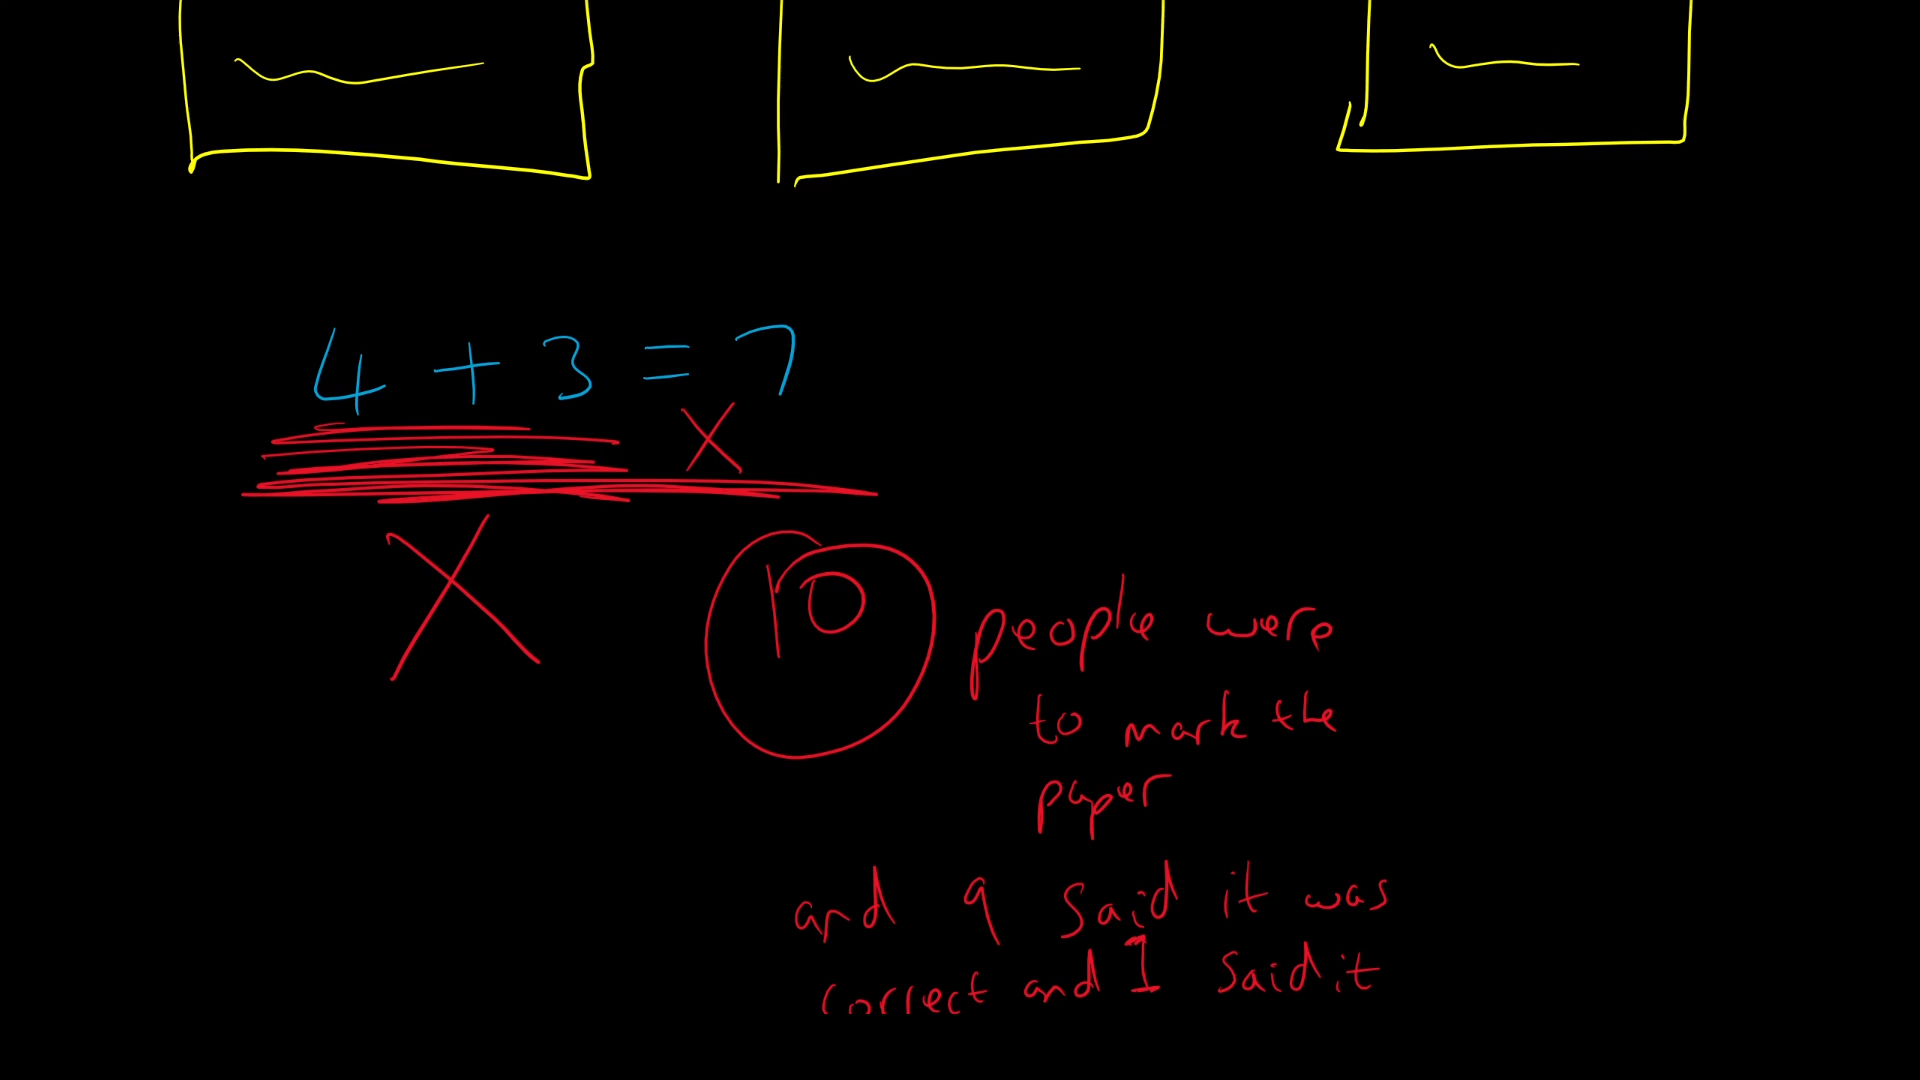 4 + 3 = 7
X
X
10 people were
to mark the
paper
and 9 said it was
correct and 1 said it